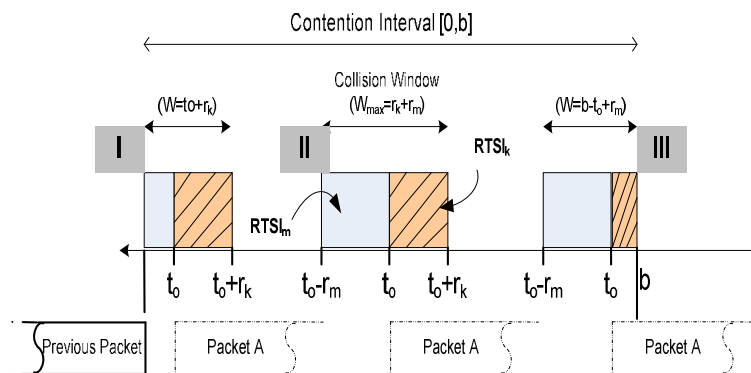 Contention Interval [0,b]
Collision Window
(W=to+rk)
(Wmax=rk+rm)
(W=b-to+rm)
I
II
III
RTSIk
RTSIm
to
to+rk
to-rm
to
to+rk
to-rm
to
b
Previous Packet
Packet A
Packet A
Packet A